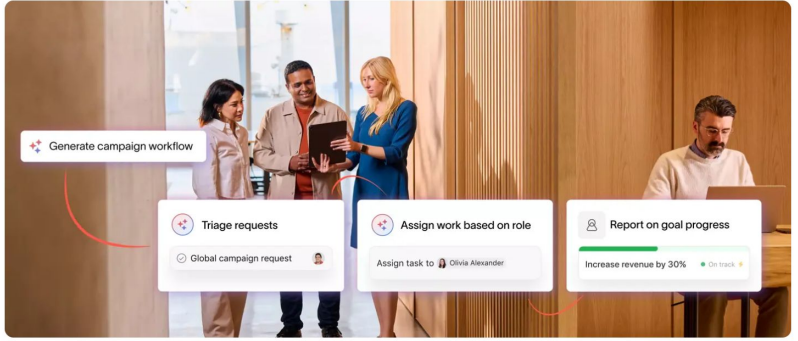 Generate campaign workflow
Triage requests
Global campaign request
Assign work based on role
Assign task to Olivia Alexander
Report on goal progress
Increase revenue by 30% On track